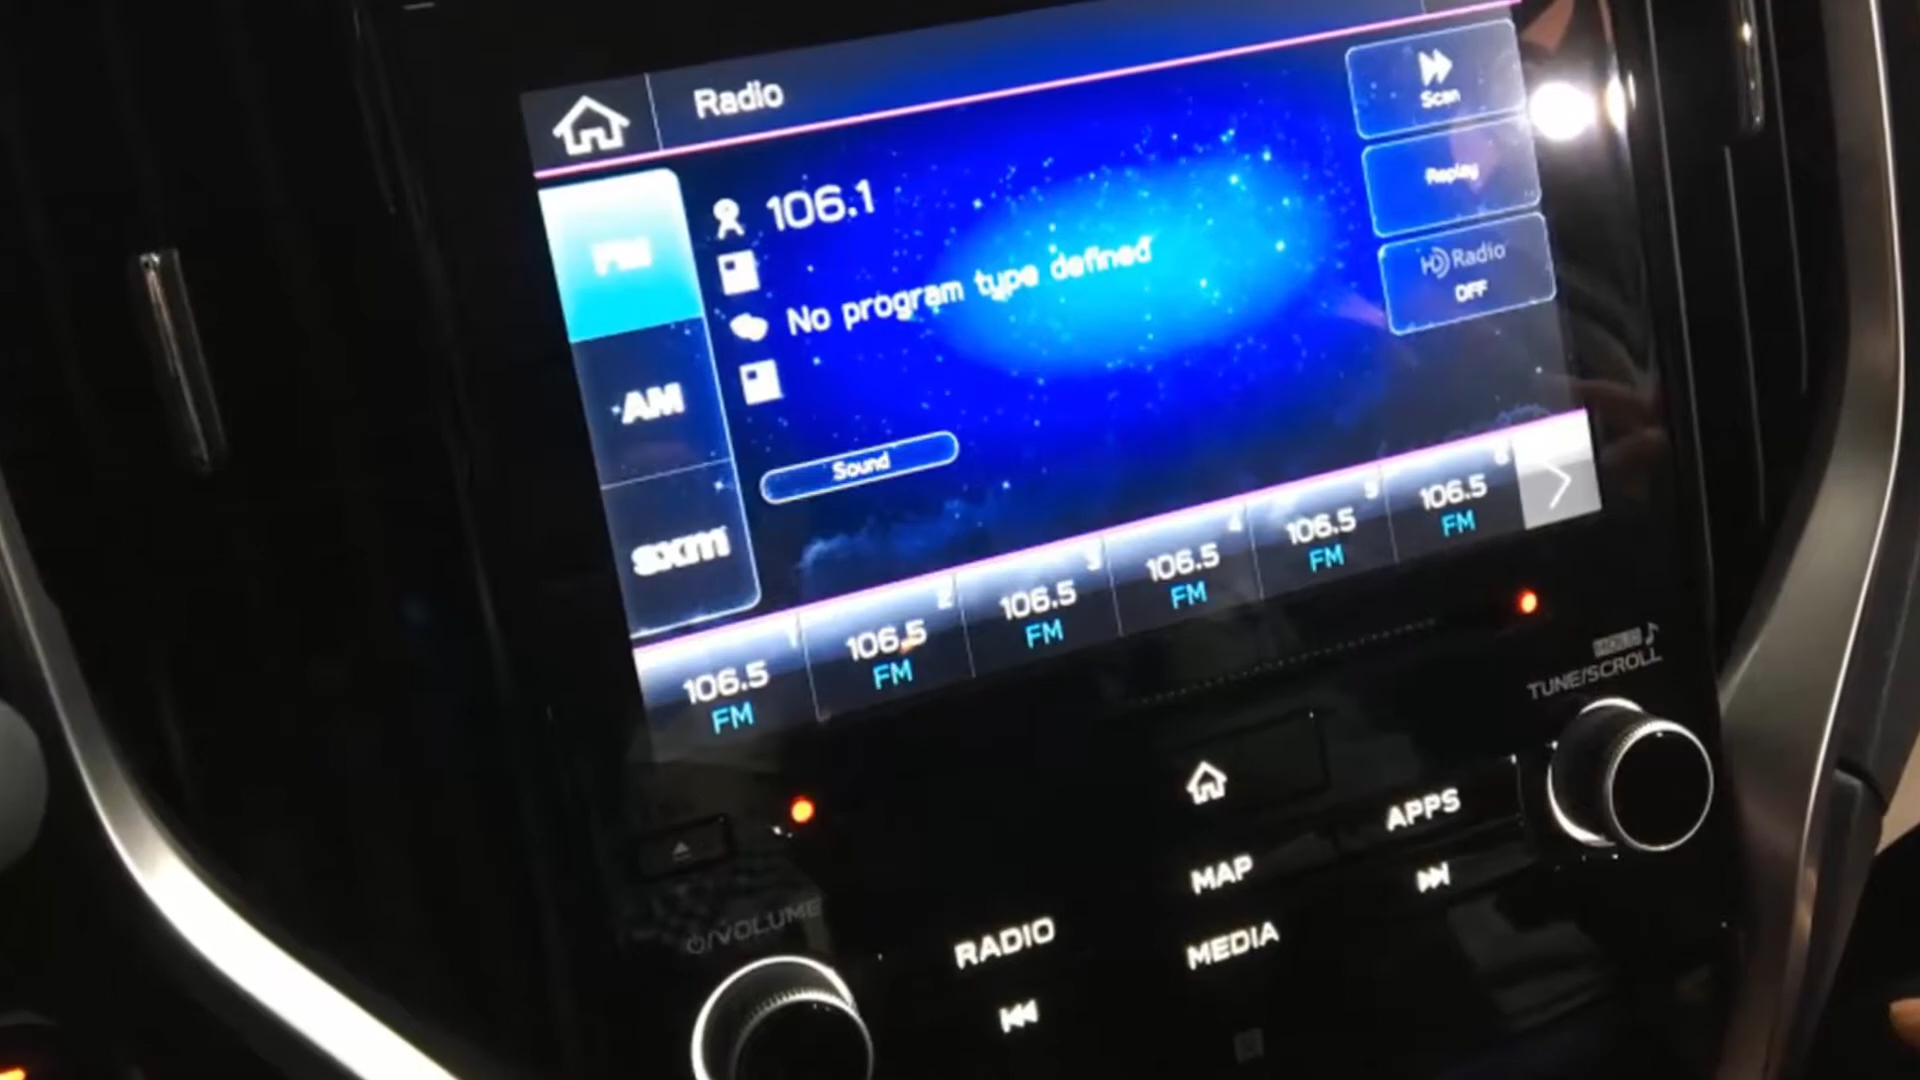 Radio
Scan
106.1
Replay
FM
No program type defined
HD Radio
OFF
AM
Sound
sxm
1 2 3 4 5 6
106.5 106.5 106.5 106.5 106.5 106.5
FM FM FM FM FM FM
TUNE/SCROLL
APPS
MAP
/VOLUME
RADIO
MEDIA